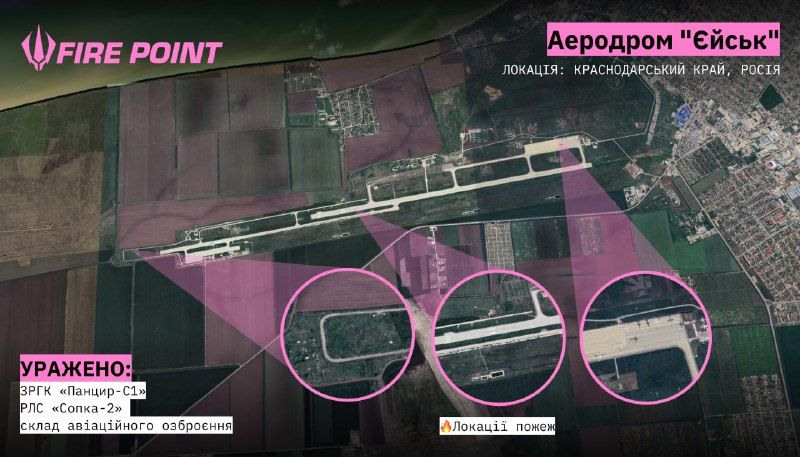 FIRE POINT
Аеродром "Єйськ"
ЛОКАЦІЯ: КРАСНОДАРСЬКИЙ КРАЙ, РОСІЯ
УРАЖЕНО:
ЗРГК «Панцир-С1»
РЛС «Сопка-2»
склад авіаційного озброєння
🔥Локації пожеж